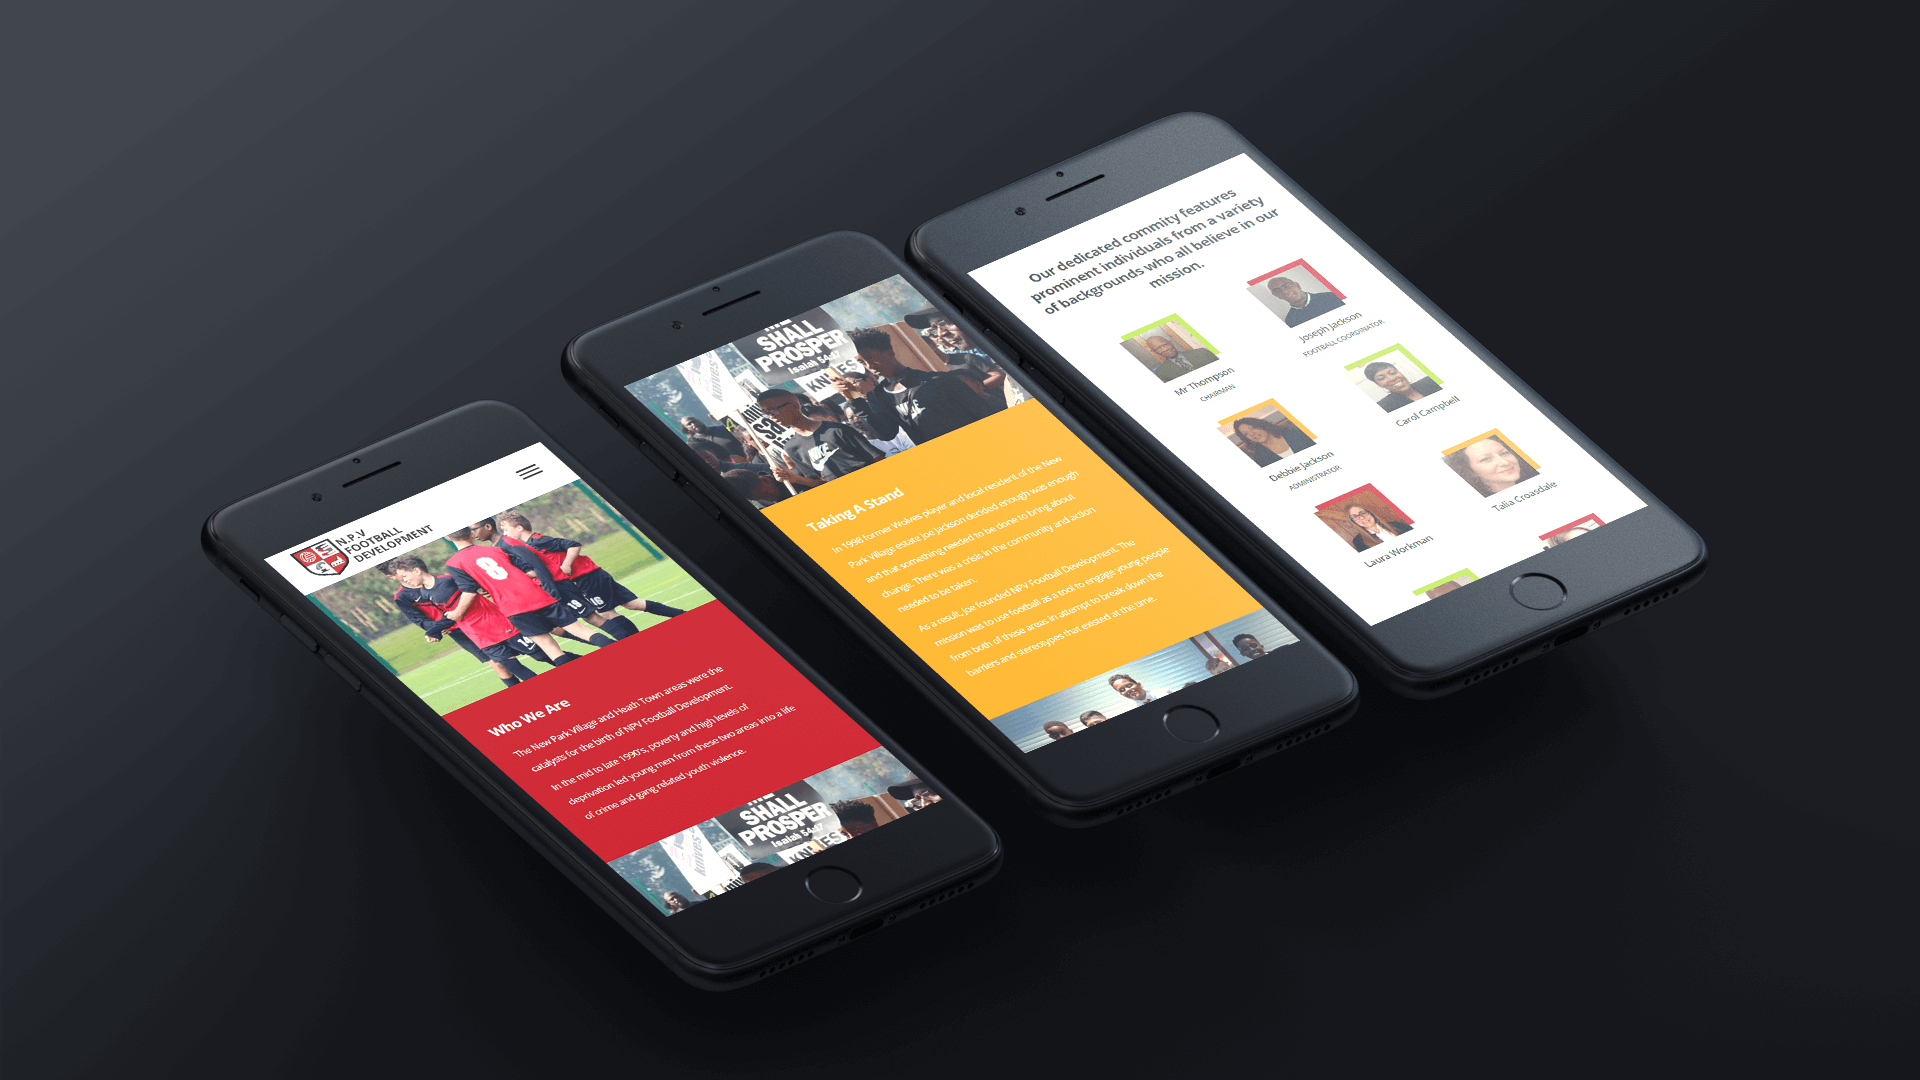 N.P.V
FOOTBALL
DEVELOPMENT
8
14
19
16
Who We Are
The New Park Village and Heath Town areas were the
catalysts for the birth of NPV Football Development.
In the mid to late 1990's, poverty and high levels of
deprivation led young men from these two areas into a life
of crime and gang related youth violence.
SHALL
PROSPER
Isaiah 54:17
knives
SHALL
PROSPER
Isaiah 54:17
NIKE
NIKE
Taking A Stand
In 1998 former Wolves player and local resident of the New
Park Village estate Joe Jackson decided enough was enough
and that something needed to be done to bring about
change. There was a crisis in the community and action
needed to be taken.
As a result, Joe founded NPV Football Development. The
mission was to use football as a tool to engage young people
from both of these areas in attempt to break down the
barriers and stereotypes that existed at the time.
Our dedicated commity features
prominent individuals from a variety
of backgrounds who all believe in our
mission.
Mr Thompson
CHAIRMAN
Joseph Jackson
FOOTBALL COORDINATOR
Debbie Jackson
ADMINISTRATOR
Carol Campbell
Laura Workman
Talia Croasdale